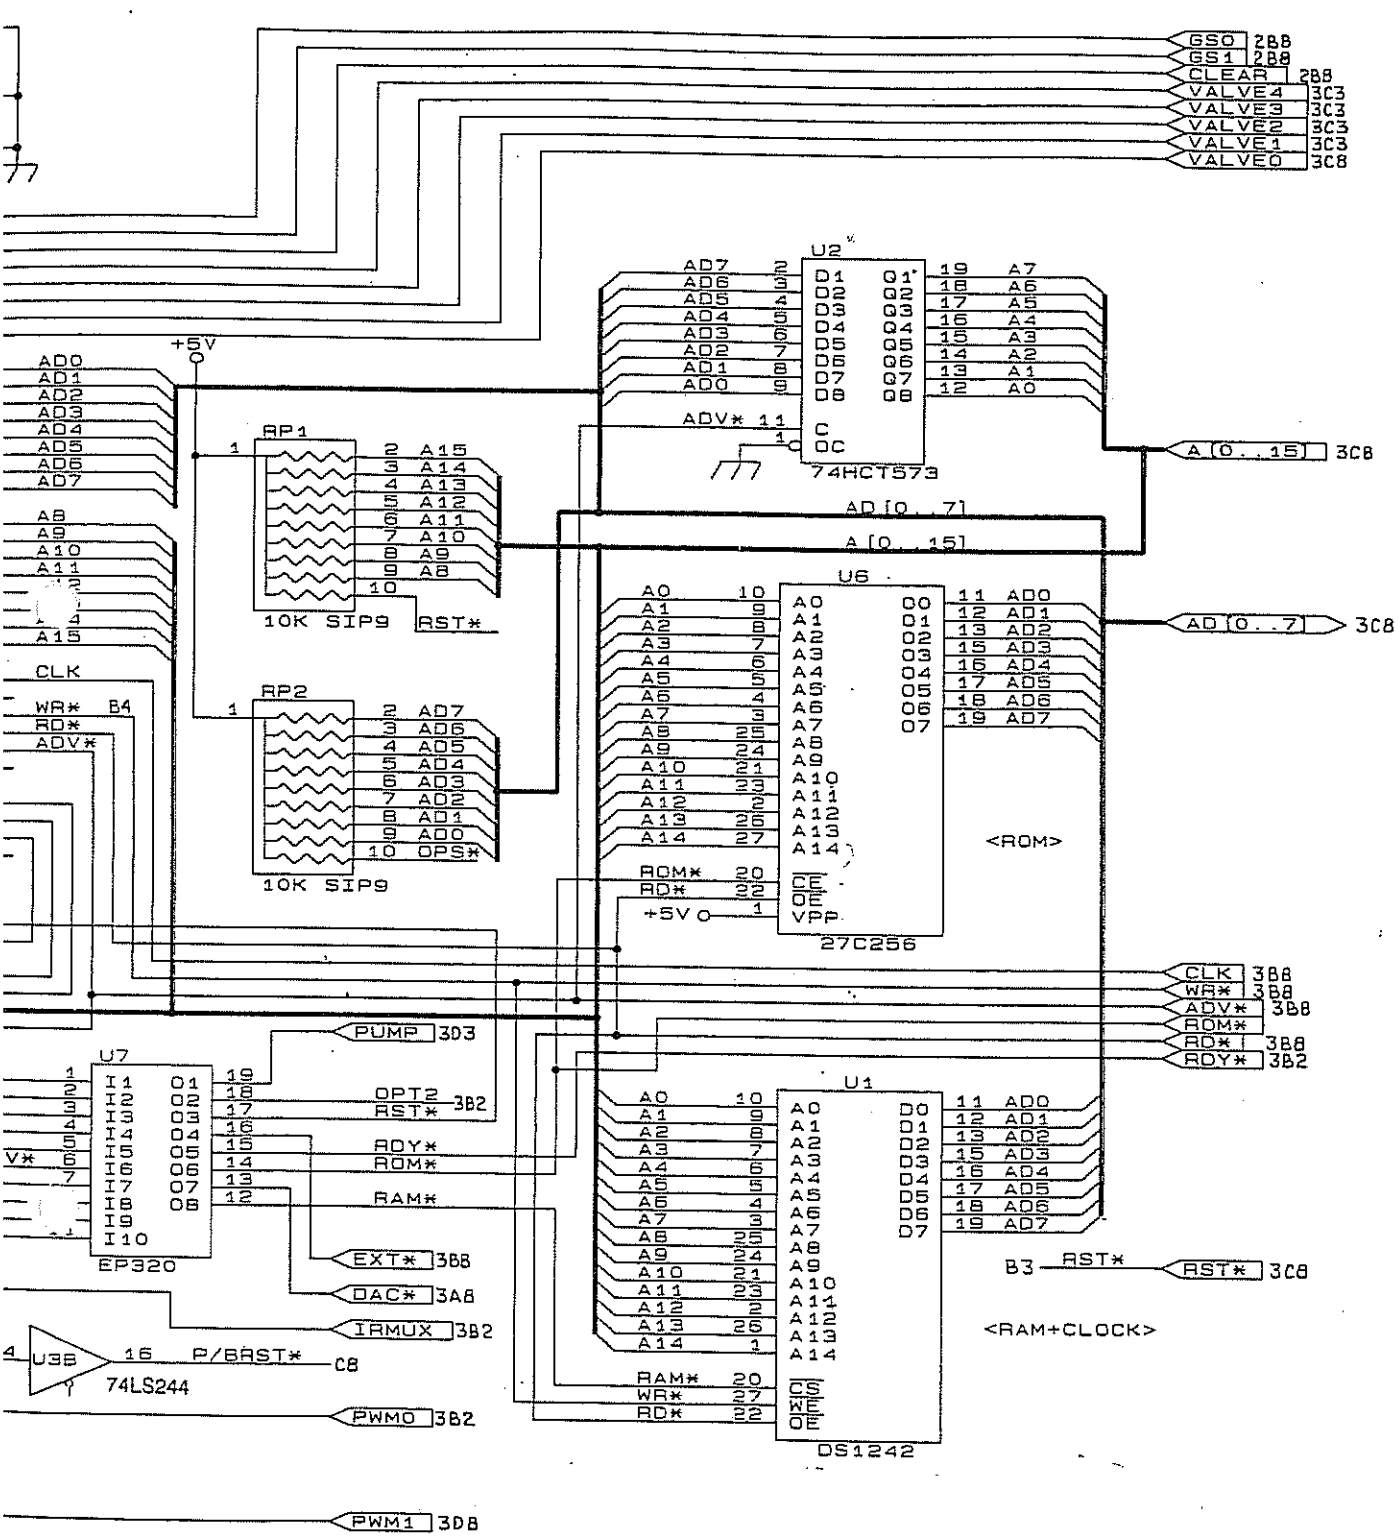 GS0 2B8
GS1 2B8
CLEAR 2B8
VALVE4 3C3
VALVE3 3C3
VALVE2 3C3
VALVE1 3C3
VALVE0 3C8
U2
AD7 2 D1 Q1 19 A7
AD6 3 D2 Q2 18 A6
AD5 4 D3 Q3 17 A5
AD4 5 D4 Q4 16 A4
AD3 6 D5 Q5 15 A3
AD2 7 D6 Q6 14 A2
AD1 8 D7 Q7 13 A1
AD0 9 D8 Q8 12 A0
ADV* 11 C
1 OC
74HCT573
+5V
AD0
AD1
AD2
AD3
AD4
AD5
AD6
AD7
A8
A9
A10
A11
A15
CLK
WR* B4
RD*
ADV*
RP1
1
2 A15
3 A14
4 A13
5 A12
6 A11
7 A10
8 A9
9 A8
10
RST*
10K SIP9
RP2
1
2 AD7
3 AD6
4 AD5
5 AD4
6 AD3
7 AD2
8 AD1
9 AD0
10 OPS*
10K SIP9
A[0..15] 3C8
AD[0..7]
A[0..15]
AD[0..7] 3C8
U6
A0 10 A0 O0 11 AD0
A1 9 A1 O1 12 AD1
A2 8 A2 O2 13 AD2
A3 7 A3 O3 15 AD3
A4 6 A4 O4 16 AD4
A5 5 A5 O5 17 AD5
A6 4 A6 O6 18 AD6
A7 3 A7 O7 19 AD7
A8 25 A8
A9 24 A9
A10 21 A10
A11 23 A11
A12 2 A12
A13 26 A13
A14 27 A14
<ROM>
ROM* 20 CE
RD* 22 OE
+5V 1 VPP
27C256
CLK 3B8
WR* 3B8
ADV* 3B8
ROM*
RD* 3B8
RDY* 3B2
PUMP 3D3
U7
1 I1 O1 19
2 I2 O2 18 OPT2 3B2
3 I3 O3 17 RST*
4 I4 O4 16
5 I5 O5 15 RDY*
V* 6 I6 O6 14 ROM*
7 I7 O7 13
I8 O8 12 RAM*
I9
I10
EP320
EXT* 3B8
DAC* 3A8
IRMUX 3B2
4 U3B 16 P/BRST* C8
74LS244
PWM0 3B2
PWM1 3D8
U1
A0 10 A0 D0 11 AD0
A1 9 A1 D1 12 AD1
A2 8 A2 D2 13 AD2
A3 7 A3 D3 15 AD3
A4 6 A4 D4 16 AD4
A5 5 A5 D5 17 AD5
A6 4 A6 D6 18 AD6
A7 3 A7 D7 19 AD7
A8 25 A8
A9 24 A9
A10 21 A10
A11 23 A11
A12 2 A12
A13 26 A13
A14 1 A14
B3 RST* RST* 3C8
<RAM+CLOCK>
RAM* 20 CS
WR* 27 WE
RD* 22 OE
DS1242